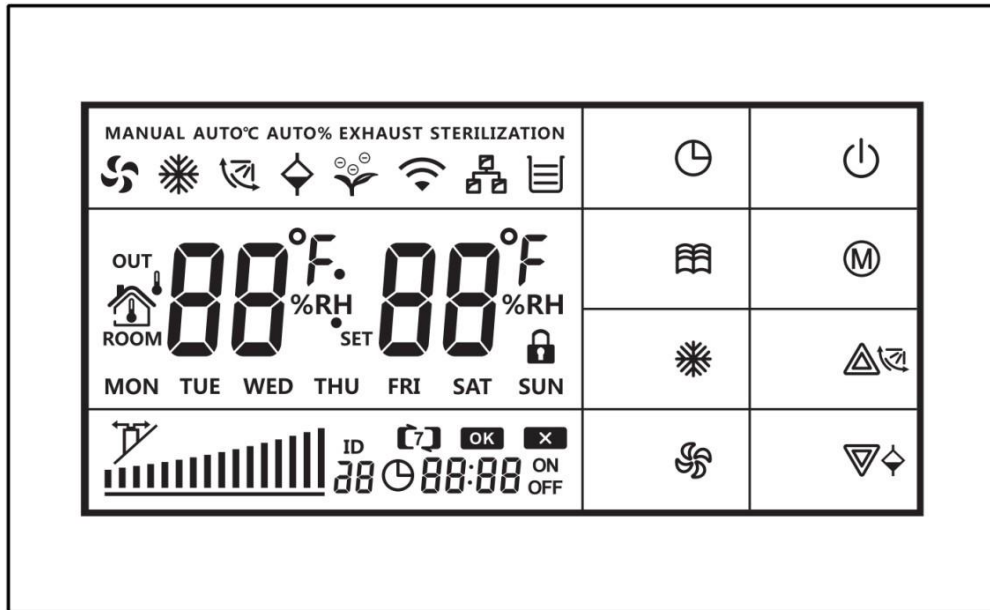 MANUAL AUTO℃ AUTO% EXHAUST STERILIZATION
OUT 88°F 88°F
%RH %RH
ROOM SET
MON TUE WED THU FRI SAT SUN
7 OK X
ID ON
88 88:88 OFF
M